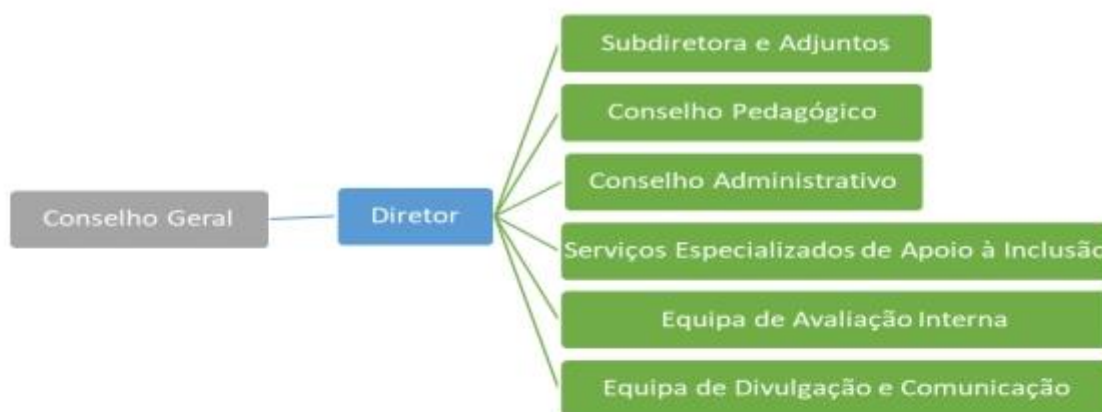 Conselho Geral
Diretor
Subdiretora e Adjuntos
Conselho Pedagógico
Conselho Administrativo
Serviços Especializados de Apoio à Inclusão
Equipa de Avaliação Interna
Equipa de Divulgação e Comunicação